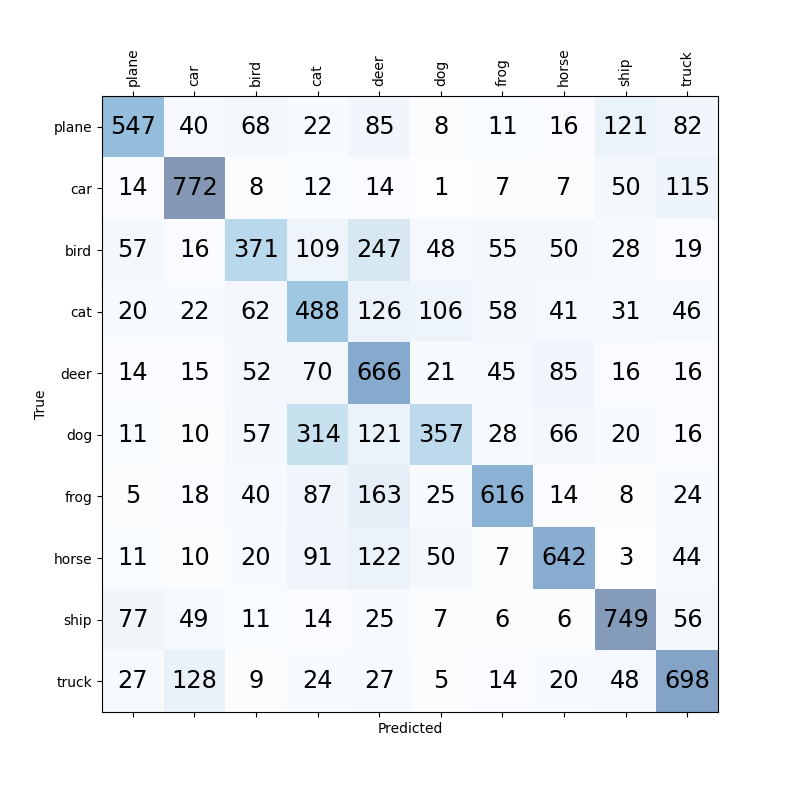 plane car bird cat deer dog frog horse ship truck
plane 547 40 68 22 85 8 11 16 121 82
car 14 772 8 12 14 1 7 7 50 115
bird 57 16 371 109 247 48 55 50 28 19
cat 20 22 62 488 126 106 58 41 31 46
deer 14 15 52 70 666 21 45 85 16 16
True
dog 11 10 57 314 121 357 28 66 20 16
frog 5 18 40 87 163 25 616 14 8 24
horse 11 10 20 91 122 50 7 642 3 44
ship 77 49 11 14 25 7 6 6 749 56
truck 27 128 9 24 27 5 14 20 48 698
Predicted